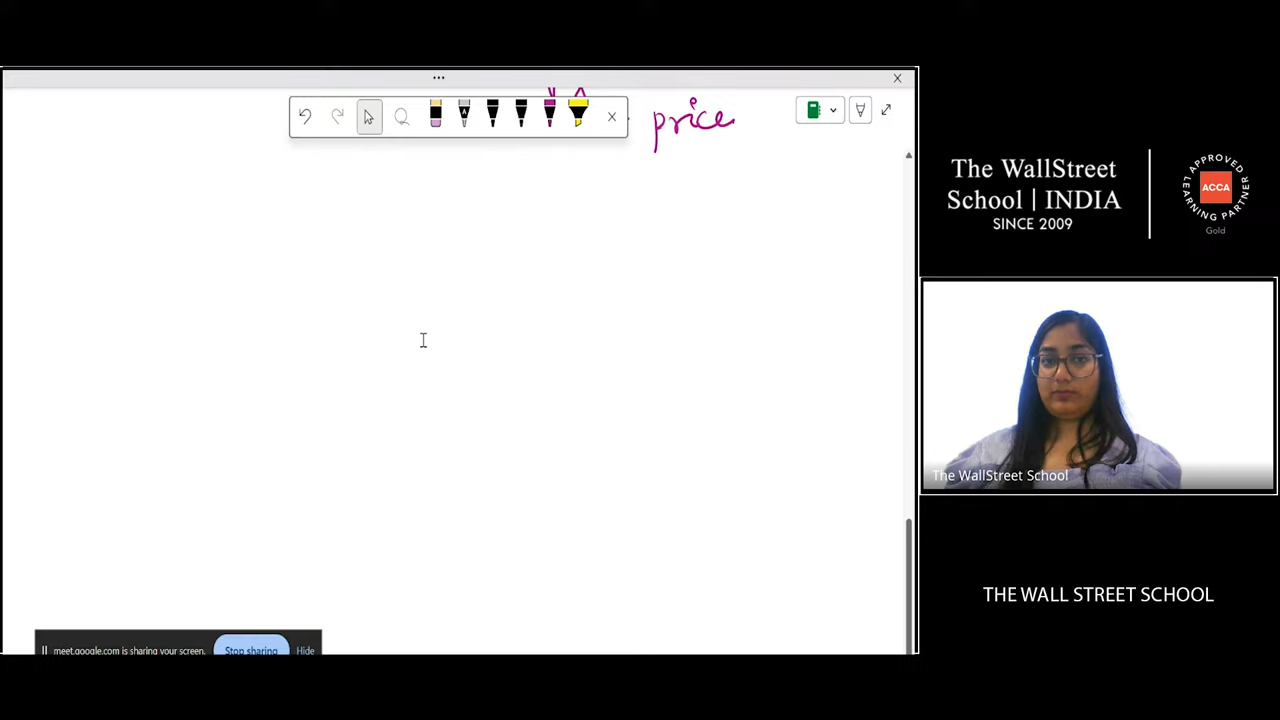 price
The WallStreet
School | INDIA
SINCE 2009
APPROVED
LEARNING PARTNER
ACCA
Gold
The WallStreet School
THE WALL STREET SCHOOL
meet.google.com is sharing your screen.
Stop sharing
Hide